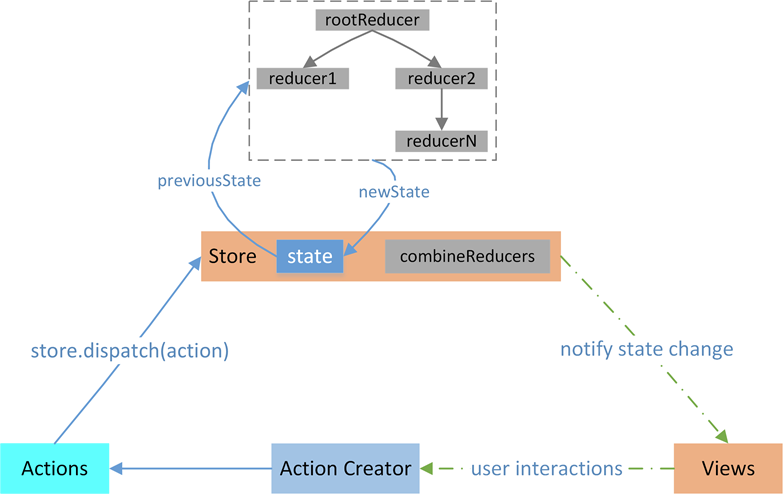 rootReducer
reducer1
reducer2
reducerN
previousState
newState
Store
state
combineReducers
store.dispatch(action)
notify state change
Actions
Action Creator
user interactions
Views